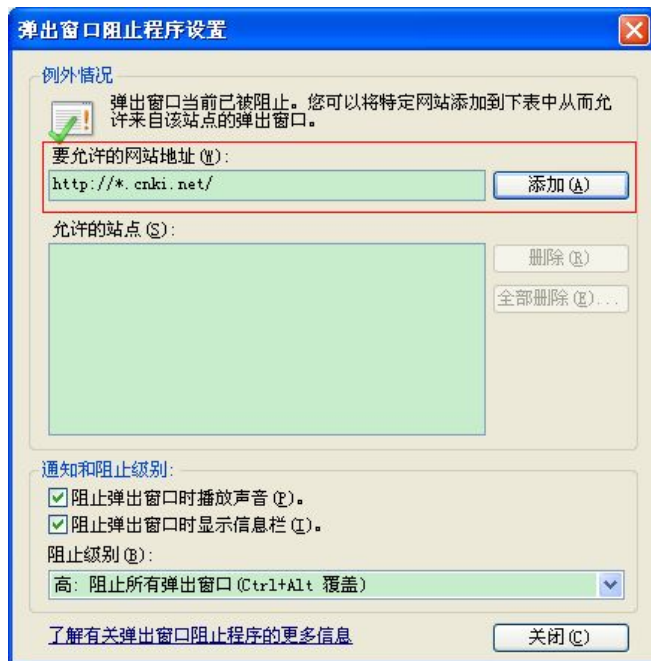 弹出窗口阻止程序设置
例外情况
弹出窗口当前已被阻止。您可以将特定网站添加到下表中从而允
许来自该站点的弹出窗口。
要允许的网站地址(W):
http://*.cnki.net/
添加(A)
允许的站点(S):
删除(R)
全部删除(E)...
通知和阻止级别:
阻止弹出窗口时播放声音(P)。
阻止弹出窗口时显示信息栏(I)。
阻止级别(B):
高: 阻止所有弹出窗口(Ctrl+Alt 覆盖)
了解有关弹出窗口阻止程序的更多信息
关闭(C)